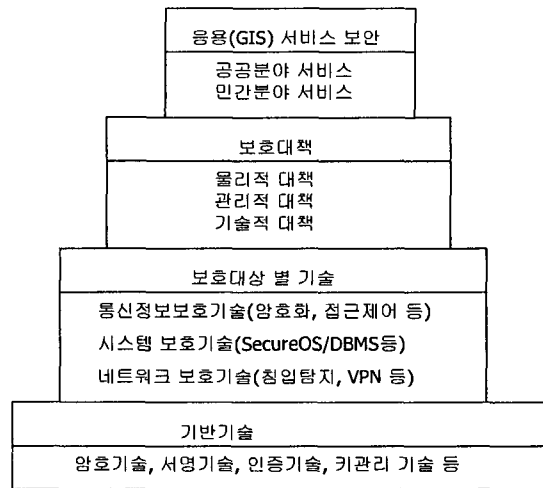 응용(GIS) 서비스 보안
공공분야 서비스
민간분야 서비스
보호대책
물리적 대책
관리적 대책
기술적 대책
보호대상 별 기술
통신정보보호기술(암호화, 접근제어 등)
시스템 보호기술(SecureOS/DBMS등)
네트워크 보호기술(침입탐지, VPN 등)
기반기술
암호기술, 서명기술, 인증기술, 키관리 기술 등